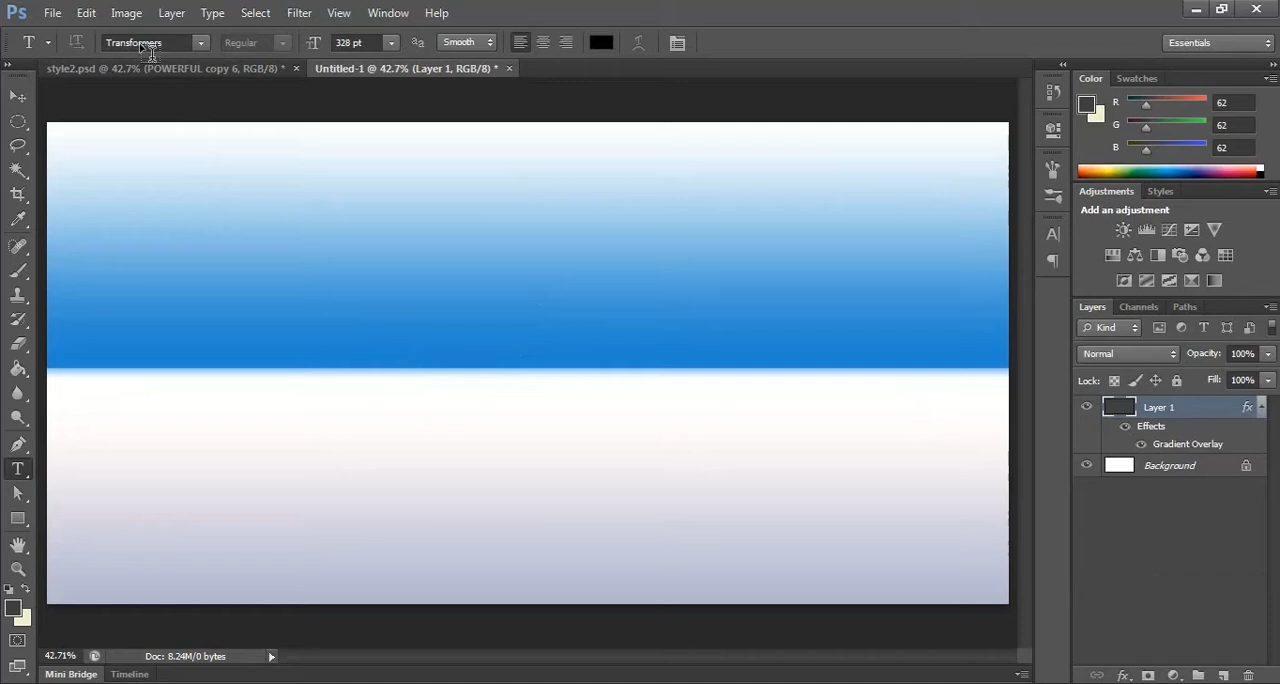 Ps File Edit Image Layer Type Select Filter View Window Help
T Transformers Regular 328 pt aa Smooth Essentials
style2.psd @ 42.7% (POWERFUL copy 6, RGB/8) * × Untitled-1 @ 42.7% (Layer 1, RGB/8) * ×
Color Swatches
R 62
G 62
B 62
Adjustments Styles
Add an adjustment
Layers Channels Paths
Kind
Normal Opacity: 100%
Lock: Fill: 100%
Layer 1 fx
Effects
Gradient Overlay
Background
42.71% Doc: 8.24M/0 bytes
Mini Bridge Timeline